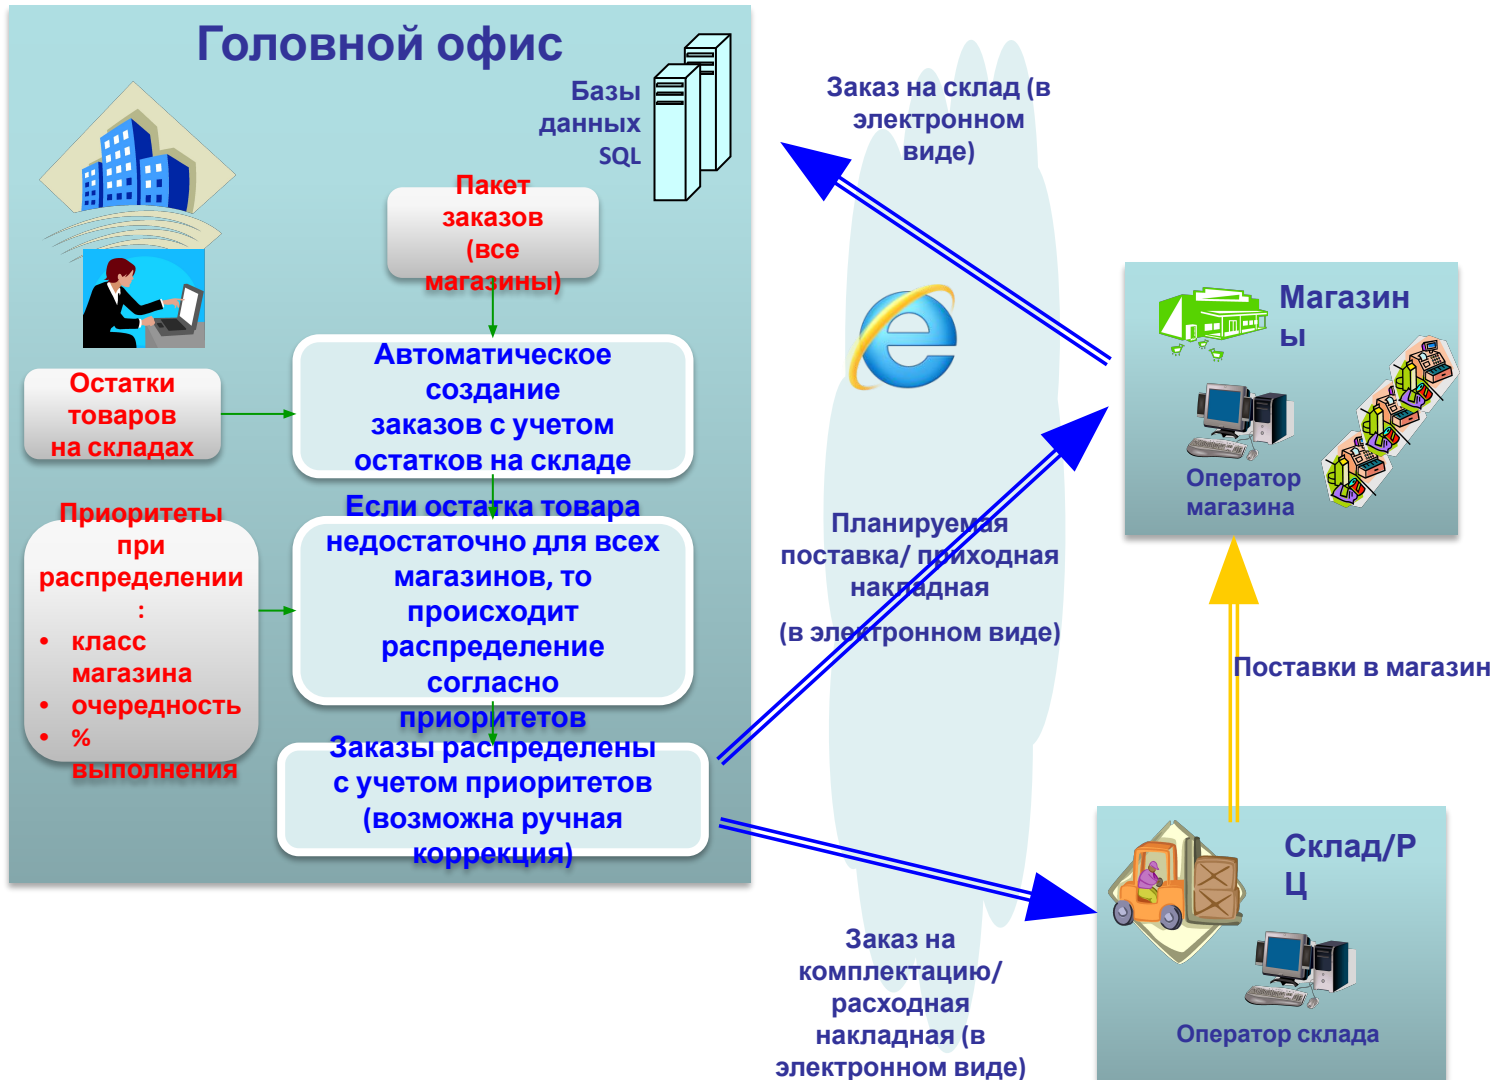 Головной офис
Базы
данных
SQL
Пакет
заказов
(все
магазины)
Остатки
товаров
на складах
Автоматическое
создание
заказов с учетом
остатков на складе
Приоритеты
при
распределении
:
• класс
магазина
• очередность
• %
выполнения
Если остатка товара
недостаточно для всех
магазинов, то
происходит
распределение
согласно
приоритетов
Заказы распределены
с учетом приоритетов
(возможна ручная
коррекция)
Заказ на склад (в
электронном
виде)
Планируемая
поставка/ приходная
накладная
(в электронном виде)
Заказ на
комплектацию/
расходная
накладная (в
электронном виде)
Магазин
ы
Оператор
магазина
Поставки в магазин
Склад/Р
Ц
Оператор склада